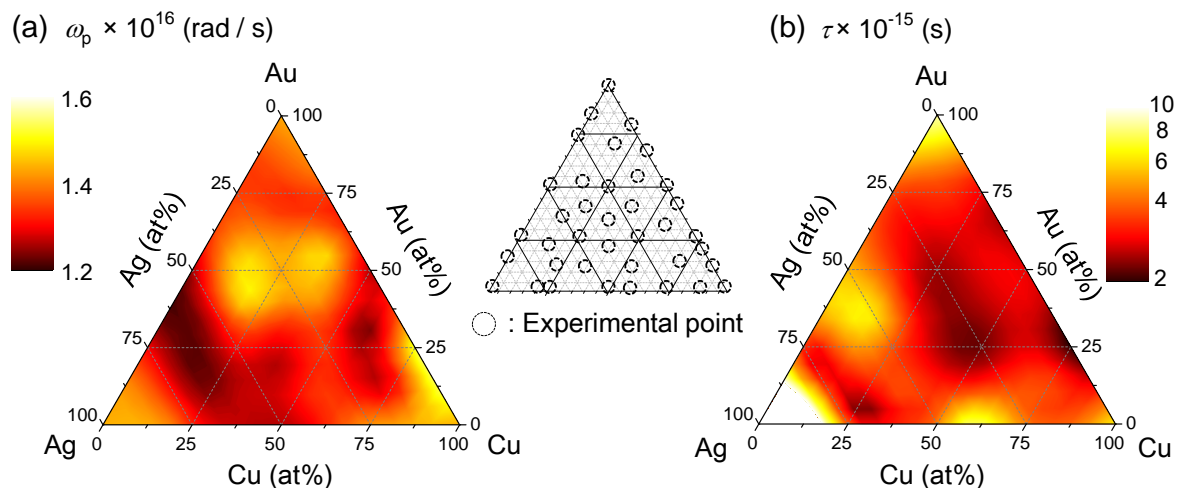 (a) ωp × 10^16 (rad / s)
1.6
1.4
1.2
Au
0
100
25
75
Ag (at%)
Au (at%)
50
50
75
25
100
0
Ag
0
25
50
75
100
Cu
Cu (at%)
: Experimental point
(b) τ× 10^-15 (s)
10
8
6
4
2
Au
0
100
25
75
Ag (at%)
Au (at%)
50
50
75
25
100
0
Ag
0
25
50
75
100
Cu
Cu (at%)